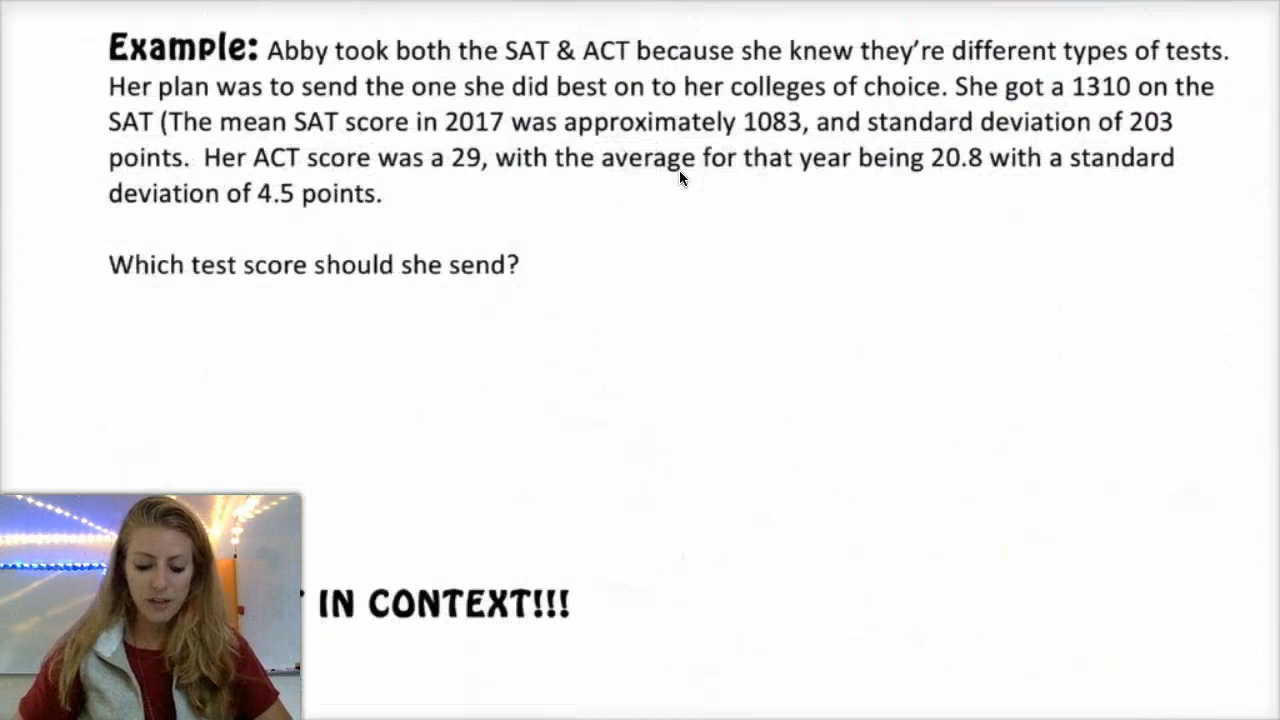 Example: Abby took both the SAT & ACT because she knew they're different types of tests.
Her plan was to send the one she did best on to her colleges of choice. She got a 1310 on the
SAT (The mean SAT score in 2017 was approximately 1083, and standard deviation of 203
points. Her ACT score was a 29, with the average for that year being 20.8 with a standard
deviation of 4.5 points.
Which test score should she send?
IN CONTEXT!!!